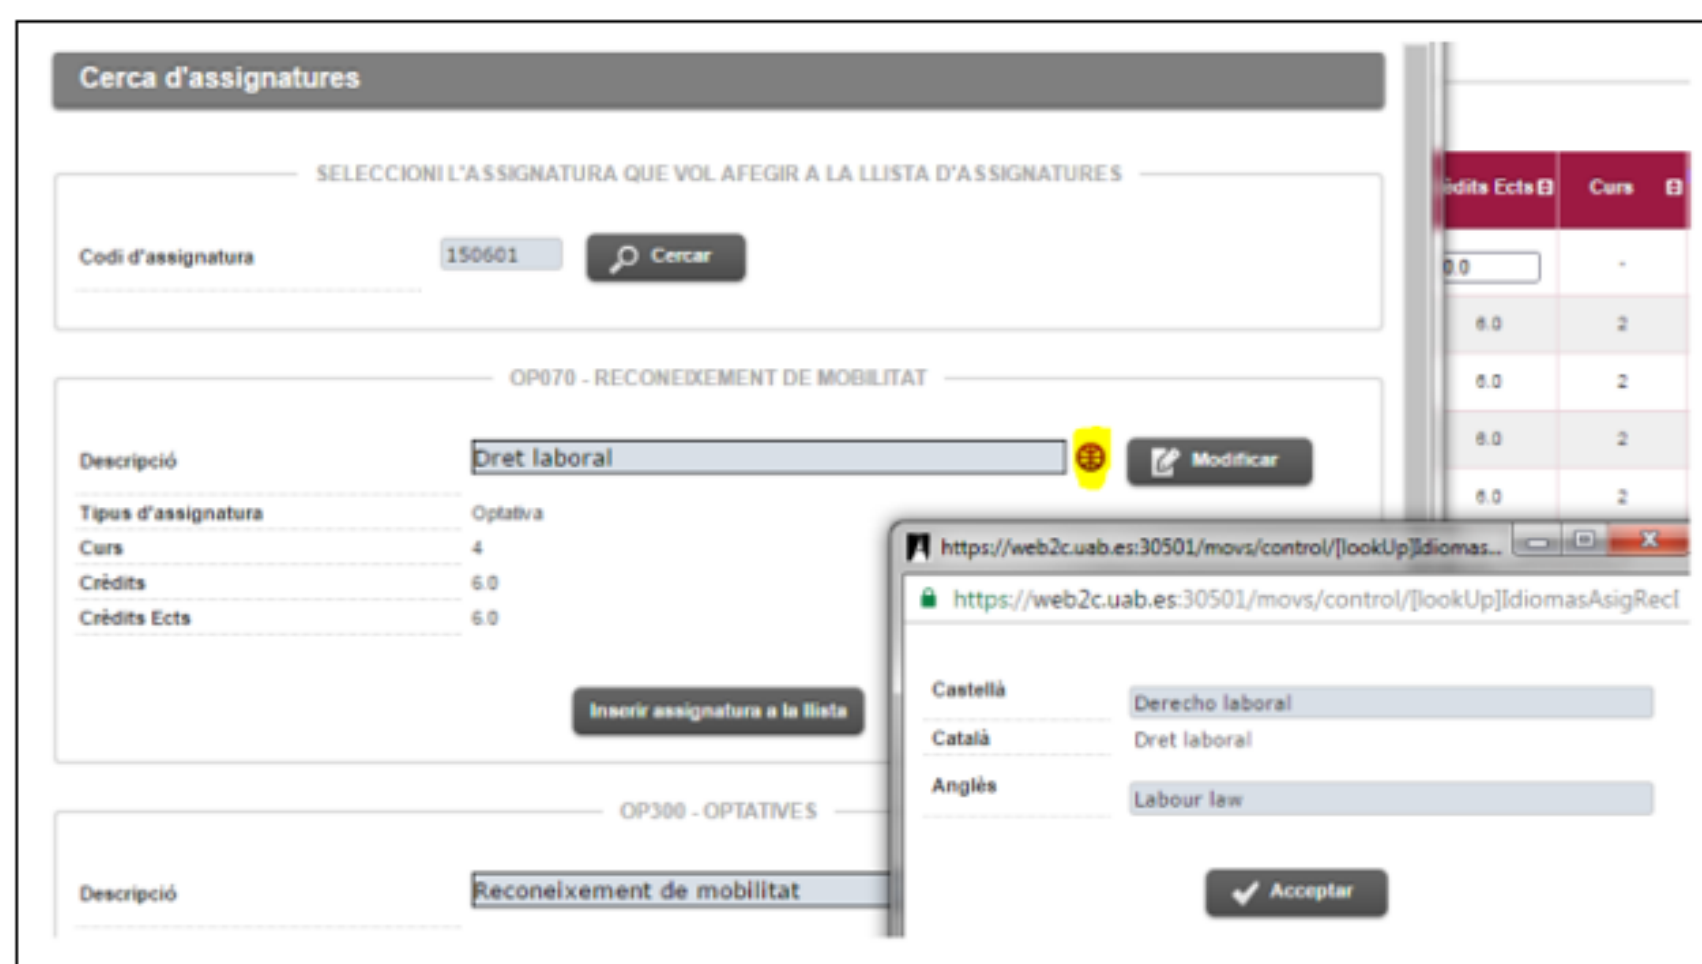 Cerca d'assignatures
SELECCIONI L'ASSIGNATURA QUE VOL AFEGIR A LA LLISTA D'ASSIGNATURES
Codi d'assignatura 150601 Cercar
OP070 - RECONEIXEMENT DE MOBILITAT
Descripció Dret laboral Modificar
Tipus d'assignatura Optativa
Curs 4
Crèdits 6.0
Crèdits Ects 6.0
Inserir assignatura a la llista
OP300 - OPTATIVES
Descripció Reconeixement de mobilitat
èdits Ects Curs
0.0 -
6.0 2
6.0 2
6.0 2
6.0 2
https://web2c.uab.es:30501/movs/control/[lookUp]Idiomas...
https://web2c.uab.es:30501/movs/control/[lookUp]IdiomasAsigRec
Castellà Derecho laboral
Català Dret laboral
Anglès Labour law
Acceptar